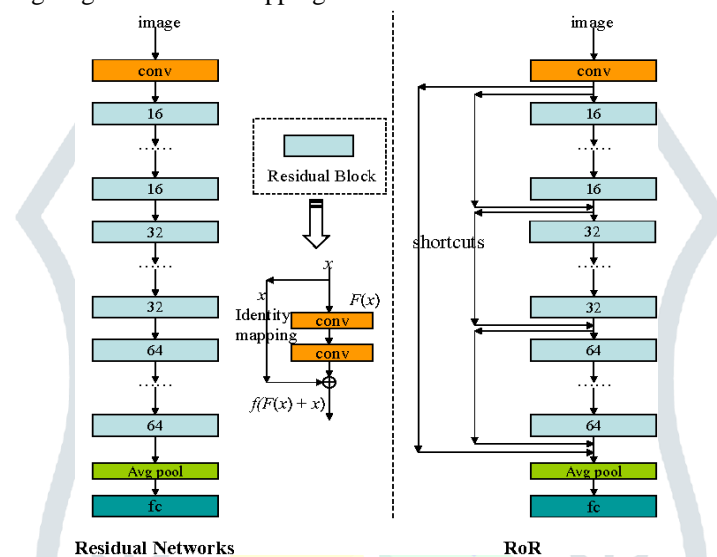 image
conv
16
......
16
32
......
32
64
......
64
Avg pool
fc
Residual Networks
Residual Block
x
x
F(x)
Identity
mapping
conv
conv
f(F(x) + x)
image
conv
16
......
16
32
shortcuts
......
32
64
......
64
Avg pool
fc
RoR